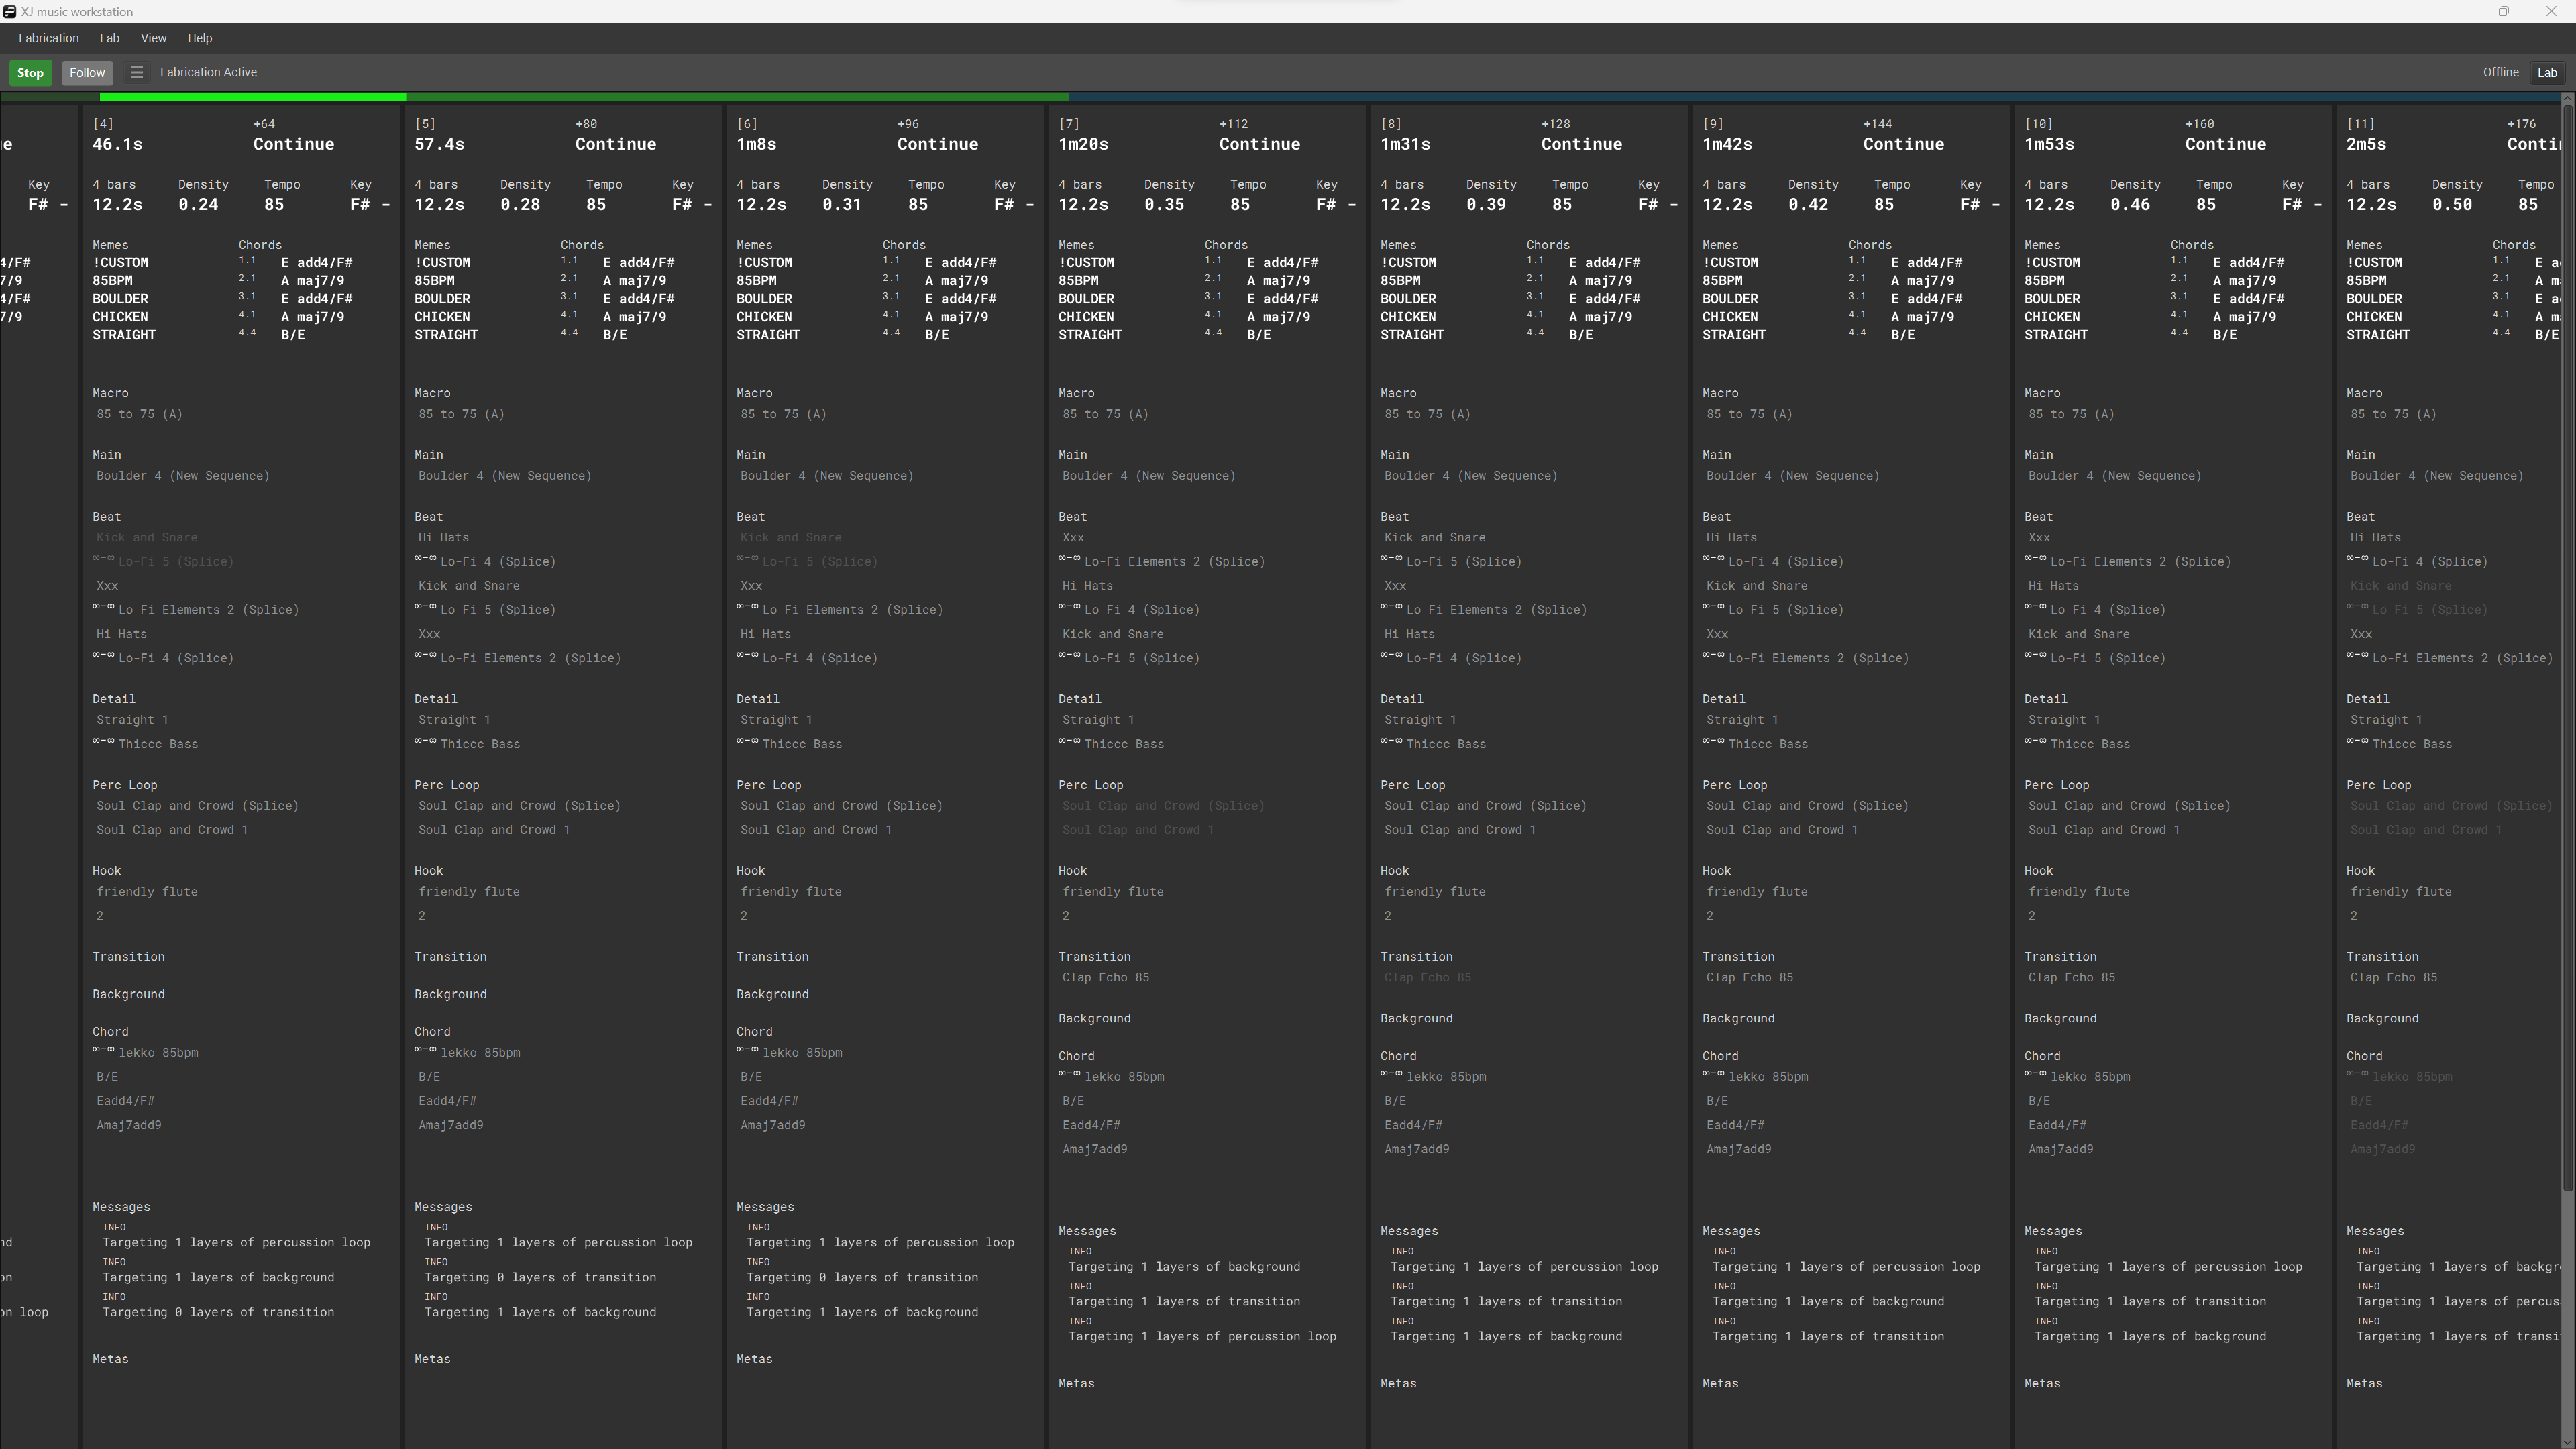 XJ music workstation
Fabrication Lab View Help
Stop Follow Fabrication Active Offline Lab
[4] +64
46.1s Continue
4 bars Density Tempo Key
12.2s 0.24 85 F# -
Memes Chords
!CUSTOM 1.1 E add4/F#
85BPM 2.1 A maj7/9
BOULDER 3.1 E add4/F#
CHICKEN 4.1 A maj7/9
STRAIGHT 4.4 B/E
Macro
85 to 75 (A)
Main
Boulder 4 (New Sequence)
Beat
Kick and Snare
∞-∞ Lo-Fi 5 (Splice)
Xxx
∞-∞ Lo-Fi Elements 2 (Splice)
Hi Hats
∞-∞ Lo-Fi 4 (Splice)
Detail
Straight 1
∞-∞ Thiccc Bass
Perc Loop
Soul Clap and Crowd (Splice)
Soul Clap and Crowd 1
Hook
friendly flute
2
Transition
Background
Chord
∞-∞ lekko 85bpm
B/E
Eadd4/F#
Amaj7add9
Messages
INFO
Targeting 1 layers of percussion loop
INFO
Targeting 1 layers of background
INFO
Targeting 0 layers of transition
Metas
[5] +80
57.4s Continue
4 bars Density Tempo Key
12.2s 0.28 85 F# -
Memes Chords
!CUSTOM 1.1 E add4/F#
85BPM 2.1 A maj7/9
BOULDER 3.1 E add4/F#
CHICKEN 4.1 A maj7/9
STRAIGHT 4.4 B/E
Macro
85 to 75 (A)
Main
Boulder 4 (New Sequence)
Beat
Hi Hats
∞-∞ Lo-Fi 4 (Splice)
Kick and Snare
∞-∞ Lo-Fi 5 (Splice)
Xxx
∞-∞ Lo-Fi Elements 2 (Splice)
Detail
Straight 1
∞-∞ Thiccc Bass
Perc Loop
Soul Clap and Crowd (Splice)
Soul Clap and Crowd 1
Hook
friendly flute
2
Transition
Background
Chord
∞-∞ lekko 85bpm
B/E
Eadd4/F#
Amaj7add9
Messages
INFO
Targeting 1 layers of percussion loop
INFO
Targeting 0 layers of transition
INFO
Targeting 1 layers of background
Metas
[6] +96
1m8s Continue
4 bars Density Tempo Key
12.2s 0.31 85 F# -
Memes Chords
!CUSTOM 1.1 E add4/F#
85BPM 2.1 A maj7/9
BOULDER 3.1 E add4/F#
CHICKEN 4.1 A maj7/9
STRAIGHT 4.4 B/E
Macro
85 to 75 (A)
Main
Boulder 4 (New Sequence)
Beat
Kick and Snare
∞-∞ Lo-Fi 5 (Splice)
Xxx
∞-∞ Lo-Fi Elements 2 (Splice)
Hi Hats
∞-∞ Lo-Fi 4 (Splice)
Detail
Straight 1
∞-∞ Thiccc Bass
Perc Loop
Soul Clap and Crowd (Splice)
Soul Clap and Crowd 1
Hook
friendly flute
2
Transition
Background
Chord
∞-∞ lekko 85bpm
B/E
Eadd4/F#
Amaj7add9
Messages
INFO
Targeting 1 layers of percussion loop
INFO
Targeting 0 layers of transition
INFO
Targeting 1 layers of background
Metas
[7] +112
1m20s Continue
4 bars Density Tempo Key
12.2s 0.35 85 F# -
Memes Chords
!CUSTOM 1.1 E add4/F#
85BPM 2.1 A maj7/9
BOULDER 3.1 E add4/F#
CHICKEN 4.1 A maj7/9
STRAIGHT 4.4 B/E
Macro
85 to 75 (A)
Main
Boulder 4 (New Sequence)
Beat
Xxx
∞-∞ Lo-Fi Elements 2 (Splice)
Hi Hats
∞-∞ Lo-Fi 4 (Splice)
Kick and Snare
∞-∞ Lo-Fi 5 (Splice)
Detail
Straight 1
∞-∞ Thiccc Bass
Perc Loop
Soul Clap and Crowd (Splice)
Soul Clap and Crowd 1
Hook
friendly flute
2
Transition
Clap Echo 85
Background
Chord
∞-∞ lekko 85bpm
B/E
Eadd4/F#
Amaj7add9
Messages
INFO
Targeting 1 layers of background
INFO
Targeting 1 layers of transition
INFO
Targeting 1 layers of percussion loop
Metas
[8] +128
1m31s Continue
4 bars Density Tempo Key
12.2s 0.39 85 F# -
Memes Chords
!CUSTOM 1.1 E add4/F#
85BPM 2.1 A maj7/9
BOULDER 3.1 E add4/F#
CHICKEN 4.1 A maj7/9
STRAIGHT 4.4 B/E
Macro
85 to 75 (A)
Main
Boulder 4 (New Sequence)
Beat
Kick and Snare
∞-∞ Lo-Fi 5 (Splice)
Xxx
∞-∞ Lo-Fi Elements 2 (Splice)
Hi Hats
∞-∞ Lo-Fi 4 (Splice)
Detail
Straight 1
∞-∞ Thiccc Bass
Perc Loop
Soul Clap and Crowd (Splice)
Soul Clap and Crowd 1
Hook
friendly flute
2
Transition
Clap Echo 85
Background
Chord
∞-∞ lekko 85bpm
B/E
Eadd4/F#
Amaj7add9
Messages
INFO
Targeting 1 layers of percussion loop
INFO
Targeting 1 layers of transition
INFO
Targeting 1 layers of background
Metas
[9] +144
1m42s Continue
4 bars Density Tempo Key
12.2s 0.42 85 F# -
Memes Chords
!CUSTOM 1.1 E add4/F#
85BPM 2.1 A maj7/9
BOULDER 3.1 E add4/F#
CHICKEN 4.1 A maj7/9
STRAIGHT 4.4 B/E
Macro
85 to 75 (A)
Main
Boulder 4 (New Sequence)
Beat
Hi Hats
∞-∞ Lo-Fi 4 (Splice)
Kick and Snare
∞-∞ Lo-Fi 5 (Splice)
Xxx
∞-∞ Lo-Fi Elements 2 (Splice)
Detail
Straight 1
∞-∞ Thiccc Bass
Perc Loop
Soul Clap and Crowd (Splice)
Soul Clap and Crowd 1
Hook
friendly flute
2
Transition
Clap Echo 85
Background
Chord
∞-∞ lekko 85bpm
B/E
Eadd4/F#
Amaj7add9
Messages
INFO
Targeting 1 layers of percussion loop
INFO
Targeting 1 layers of background
INFO
Targeting 1 layers of transition
Metas
[10] +160
1m53s Continue
4 bars Density Tempo Key
12.2s 0.46 85 F# -
Memes Chords
!CUSTOM 1.1 E add4/F#
85BPM 2.1 A maj7/9
BOULDER 3.1 E add4/F#
CHICKEN 4.1 A maj7/9
STRAIGHT 4.4 B/E
Macro
85 to 75 (A)
Main
Boulder 4 (New Sequence)
Beat
Xxx
∞-∞ Lo-Fi Elements 2 (Splice)
Hi Hats
∞-∞ Lo-Fi 4 (Splice)
Kick and Snare
∞-∞ Lo-Fi 5 (Splice)
Detail
Straight 1
∞-∞ Thiccc Bass
Perc Loop
Soul Clap and Crowd (Splice)
Soul Clap and Crowd 1
Hook
friendly flute
2
Transition
Clap Echo 85
Background
Chord
∞-∞ lekko 85bpm
B/E
Eadd4/F#
Amaj7add9
Messages
INFO
Targeting 1 layers of percussion loop
INFO
Targeting 1 layers of transition
INFO
Targeting 1 layers of background
Metas
[11] +176
2m5s
4 bars Density Tempo
12.2s 0.50 85
Memes Chords
!CUSTOM 1.1 E
85BPM 2.1 A
BOULDER 3.1 E
CHICKEN 4.1 A
STRAIGHT 4.4 B/E
Macro
85 to 75 (A)
Main
Boulder 4 (New Sequence)
Beat
Hi Hats
∞-∞ Lo-Fi 4 (Splice)
Kick and Snare
∞-∞ Lo-Fi 5 (Splice)
Xxx
∞-∞ Lo-Fi Elements 2 (Splice)
Detail
Straight 1
∞-∞ Thiccc Bass
Perc Loop
Soul Clap and Crowd (Splice)
Soul Clap and Crowd 1
Hook
friendly flute
2
Transition
Clap Echo 85
Background
Chord
∞-∞ lekko 85bpm
B/E
Eadd4/F#
Amaj7add9
Messages
INFO
Targeting 1 layers of
INFO
Targeting 1 layers of
INFO
Targeting 1 layers of
Metas